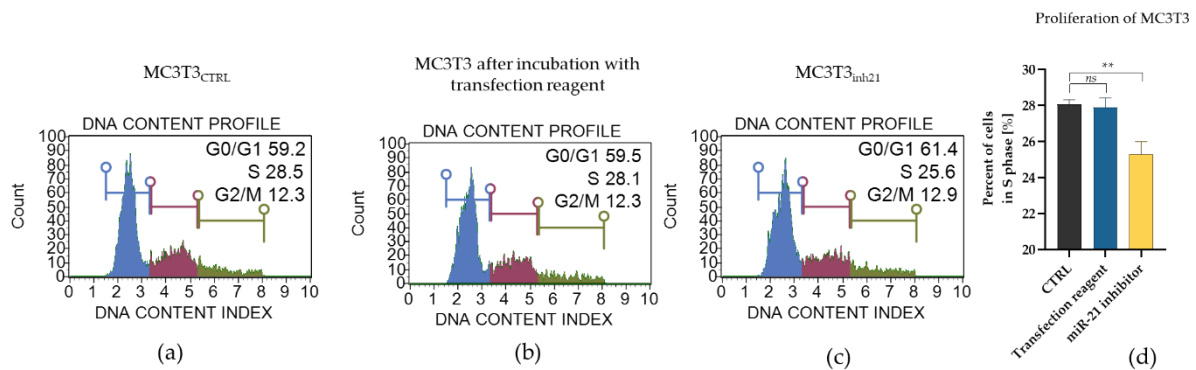 MC3T3CTRL
DNA CONTENT PROFILE
G0/G1 59.2
S 28.5
G2/M 12.3
100
90
80
70
60
50
40
30
20
10
0
Count
0 1 2 3 4 5 6 7 8 9 10
DNA CONTENT INDEX
(a)
MC3T3 after incubation with
transfection reagent
DNA CONTENT PROFILE
G0/G1 59.5
S 28.1
G2/M 12.3
100
90
80
70
60
50
40
30
20
10
0
Count
0 1 2 3 4 5 6 7 8 9 10
DNA CONTENT INDEX
(b)
MC3T3inh21
DNA CONTENT PROFILE
G0/G1 61.4
S 25.6
G2/M 12.9
100
90
80
70
60
50
40
30
20
10
0
Count
0 1 2 3 4 5 6 7 8 9 10
DNA CONTENT INDEX
(c)
Proliferation of MC3T3
**
ns
30
28
26
24
22
20
Percent of cells
in S phase [%]
CTRL
Transfection reagent
miR-21 inhibitor
(d)